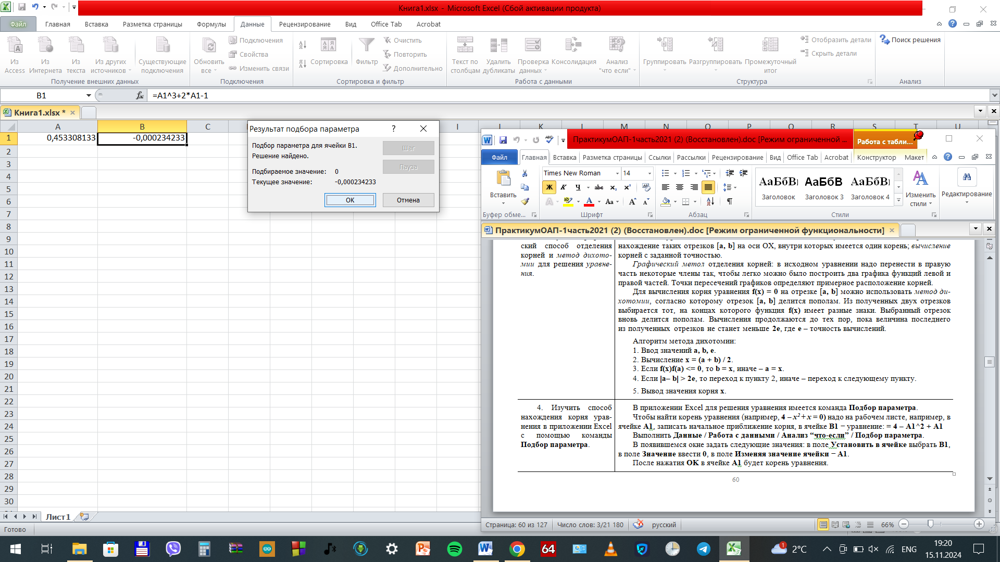 Книга1.xlsx - Microsoft Excel (Сбой активации продукта)
Файл Главная Вставка Разметка страницы Формулы Данные Рецензирование Вид Office Tab Acrobat
Из Access
Из Интернета
Из текста
Из других источников
Существующие подключения
Получение внешних данных
Обновить все
Подключения
Свойства
Изменить связи
Подключения
Сортировка
Фильтр
Очистить
Повторить
Дополнительно
Сортировка и фильтр
Текст по столбцам
Удалить дубликаты
Проверка данных
Консолидация
Анализ "что если"
Работа с данными
Группировать
Разгруппировать
Промежуточный итог
Отобразить детали
Скрыть детали
Структура
Поиск решения
Анализ
B1
=A1^3+2*A1-1
Книга1.xlsx *
A B C I
1 0,453308133 -0,000234233
2
3
4
5
6
7
8
9
10
11
12
13
14
15
16
17
18
19
20
21
22
23
24
25
26
27
28
29
30
Результат подбора параметра ?
Подбор параметра для ячейки B1.
Решение найдено.
Подбираемое значение: 0
Текущее значение: -0,000234233
Шаг
Пауза
ОК
Отмена
Лист1
Готово
ПрактикумОАП-1часть2021 (2) (Восстановлен).doc [Режим ограниченной ...
Работа с табли...
Файл Главная Вставка Разметка страницы Ссылки Рассылки Рецензирование Вид Office Tab Acrobat Конструктор Макет
Вставить
Буфер обме...
Times New Roman 14
Ж К Ч abc x₂ x²
Aa
Шрифт
Абзац
АаБбВ
Заголовок
АаБбВ
Заголовок 3
АаБбВ
Заголовок 4
Изменить стили
Стили
Редактирование
ПрактикумОАП-1часть2021 (2) (Восстановлен).doc [Режим ограниченной функциональности]
ский способ отделения
корней и метод дихото-
мии для решения уравне-
ния.
нахождение таких отрезков [a, b] на оси OX, внутри которых имеется один корень; вычисление
корней с заданной точностью.
Графический метол отделения корней: в исходном уравнении надо перенести в правую
часть некоторые члены так, чтобы легко можно было построить два графика функций левой и
правой частей. Точки пересечений графиков определяют примерное расположение корней.
Для вычисления корня уравнения f(x) = 0 на отрезке [a, b] можно использовать метод ди-
хотомии, согласно которому отрезок [a, b] делится пополам. Из полученных двух отрезков
выбирается тот, на концах которого функция f(x) имеет разные знаки. Выбранный отрезок
вновь делится пополам. Вычисления продолжаются до тех пор, пока величина последнего
из полученных отрезков не станет меньше 2e, где e – точность вычислений.
Алгоритм метода дихотомии:
1. Ввод значений a, b, e.
2. Вычисление x = (a + b) / 2.
3. Если f(x)f(a) <= 0, то b = x, иначе – a = x.
4. Если |a– b| > 2e, то переход к пункту 2, иначе – переход к следующему пункту.
5. Вывод значения корня x.
4. Изучить способ
нахождения корня урав-
нения в приложении Excel
с помощью команды
Подбор параметра.
В приложении Excel для решения уравнения имеется команда Подбор параметра.
Чтобы найти корень уравнения (например, 4 – x² + x = 0) надо на рабочем листе, например, в
ячейке A1, записать начальное приближение корня, в ячейке B1 – уравнение: = 4 – A1^2 + A1
Выполнить Данные / Работа с данными / Анализ “что-если” / Подбор параметра.
В появившемся окне задать следующие значения: в поле Установить в ячейке выбрать B1,
в поле Значение ввести 0, в поле Изменяя значение ячейки – A1.
После нажатия OK в ячейке A1 будет корень уравнения.
60
Страница: 60 из 127 Число слов: 3/21 180 русский 66%
64
1 2°C ENG
19:20
15.11.2024